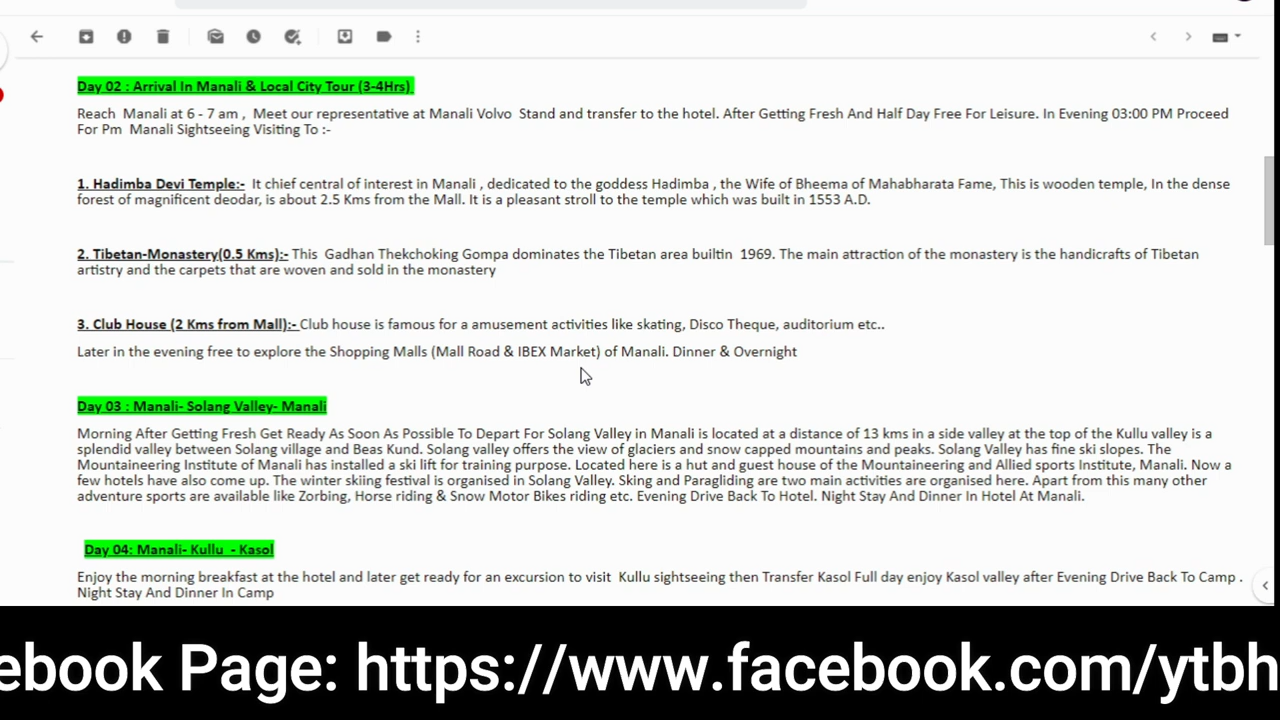 Day 02 : Arrival In Manali & Local City Tour (3-4Hrs)
Reach Manali at 6 - 7 am , Meet our representative at Manali Volvo Stand and transfer to the hotel. After Getting Fresh And Half Day Free For Leisure. In Evening 03:00 PM Proceed
For Pm Manali Sightseeing Visiting To :-
1. Hadimba Devi Temple:- It chief central of interest in Manali , dedicated to the goddess Hadimba , the Wife of Bheema of Mahabharata Fame, This is wooden temple, In the dense
forest of magnificent deodar, is about 2.5 Kms from the Mall. It is a pleasant stroll to the temple which was built in 1553 A.D.
2. Tibetan-Monastery(0.5 Kms):- This Gadhan Thekchoking Gompa dominates the Tibetan area builtin 1969. The main attraction of the monastery is the handicrafts of Tibetan
artistry and the carpets that are woven and sold in the monastery
3. Club House (2 Kms from Mall):- Club house is famous for a amusement activities like skating, Disco Theque, auditorium etc..
Later in the evening free to explore the Shopping Malls (Mall Road & IBEX Market) of Manali. Dinner & Overnight
Day 03 : Manali- Solang Valley- Manali
Morning After Getting Fresh Get Ready As Soon As Possible To Depart For Solang Valley in Manali is located at a distance of 13 kms in a side valley at the top of the Kullu valley is a
splendid valley between Solang village and Beas Kund. Solang valley offers the view of glaciers and snow capped mountains and peaks. Solang Valley has fine ski slopes. The
Mountaineering Institute of Manali has installed a ski lift for training purpose. Located here is a hut and guest house of the Mountaineering and Allied sports Institute, Manali. Now a
few hotels have also come up. The winter skiing festival is organised in Solang Valley. Sking and Paragliding are two main activities are organised here. Apart from this many other
adventure sports are available like Zorbing, Horse riding & Snow Motor Bikes riding etc. Evening Drive Back To Hotel. Night Stay And Dinner In Hotel At Manali.
Day 04: Manali- Kullu - Kasol
Enjoy the morning breakfast at the hotel and later get ready for an excursion to visit Kullu sightseeing then Transfer Kasol Full day enjoy Kasol valley after Evening Drive Back To Camp .
Night Stay And Dinner In Camp
ebook Page: https://www.facebook.com/ytbh